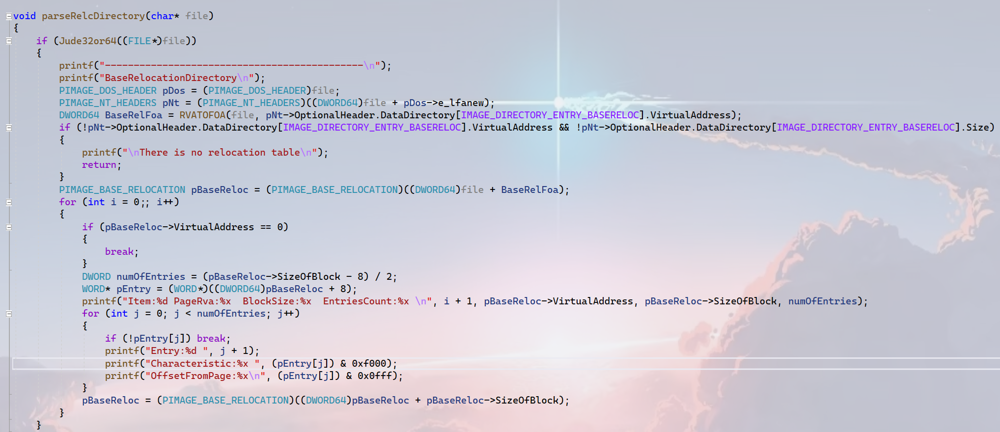 void parseRelcDirectory(char* file)
{
    if (Jude32or64((FILE*)file))
    {
        printf("---------------------------------------------\n");
        printf("BaseRelocationDirectory\n");
        PIMAGE_DOS_HEADER pDos = (PIMAGE_DOS_HEADER)file;
        PIMAGE_NT_HEADERS pNt = (PIMAGE_NT_HEADERS)((DWORD64)file + pDos->e_lfanew);
        DWORD64 BaseRelFoa = RVATOFOA(file, pNt->OptionalHeader.DataDirectory[IMAGE_DIRECTORY_ENTRY_BASERELOC].VirtualAddress);
        if (!pNt->OptionalHeader.DataDirectory[IMAGE_DIRECTORY_ENTRY_BASERELOC].VirtualAddress && !pNt->OptionalHeader.DataDirectory[IMAGE_DIRECTORY_ENTRY_BASERELOC].Size)
        {
            printf("\nThere is no relocation table\n");
            return;
        }
        PIMAGE_BASE_RELOCATION pBaseReloc = (PIMAGE_BASE_RELOCATION)((DWORD64)file + BaseRelFoa);
        for (int i = 0;; i++)
        {
            if (pBaseReloc->VirtualAddress == 0)
            {
                break;
            }
            DWORD numOfEntries = (pBaseReloc->SizeOfBlock - 8) / 2;
            WORD* pEntry = (WORD*)((DWORD64)pBaseReloc + 8);
            printf("Item:%d PageRva:%x  BlockSize:%x  EntriesCount:%x \n", i + 1, pBaseReloc->VirtualAddress, pBaseReloc->SizeOfBlock, numOfEntries);
            for (int j = 0; j < numOfEntries; j++)
            {
                if (!pEntry[j]) break;
                printf("Entry:%d ", j + 1);
                printf("Characteristic:%x ", (pEntry[j]) & 0xf000);
                printf("OffsetFromPage:%x\n", (pEntry[j]) & 0x0fff);
            }
            pBaseReloc = (PIMAGE_BASE_RELOCATION)((DWORD64)pBaseReloc + pBaseReloc->SizeOfBlock);
        }
    }